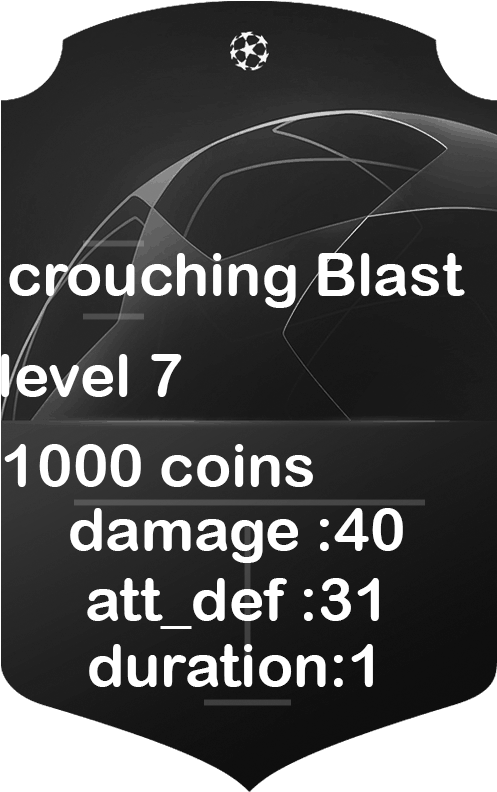 crouching Blast
level 7
1000 coins
damage :40
att_def :31
duration:1